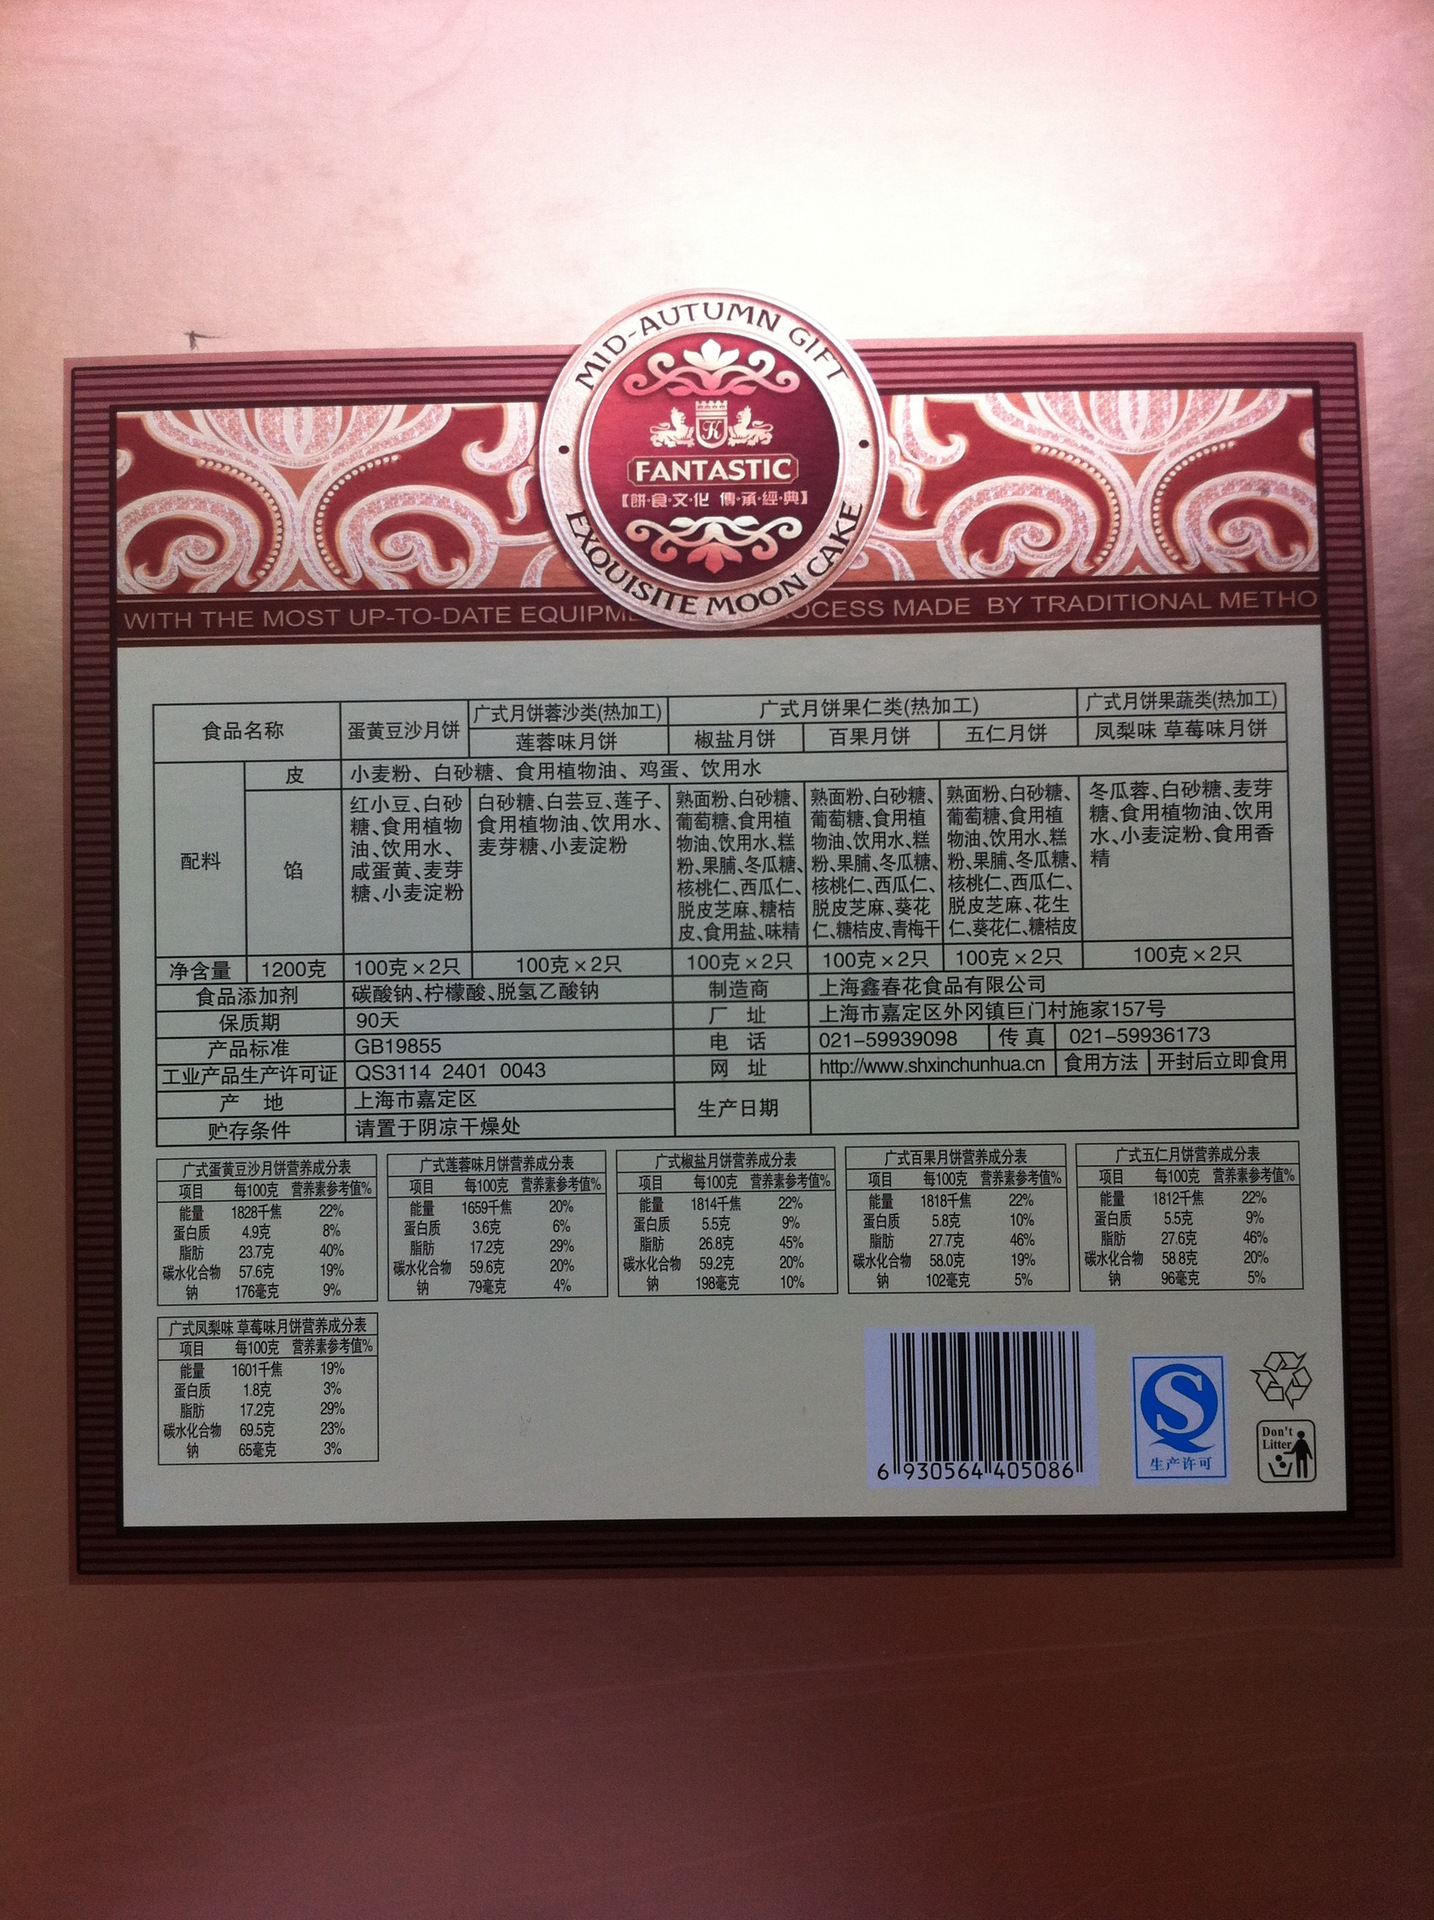 MID-AUTUMN GIFT
FANTASTIC
【餅·食·文·化 傳·承·經·典】
EXQUISITE MOON CAKE
WITH THE MOST UP-TO-DATE EQUIPM OCESS MADE BY TRADITIONAL METHO
食品名称 蛋黄豆沙月饼 广式月饼蓉沙类(热加工) 广式月饼果仁类(热加工) 广式月饼果蔬类(热加工)
莲蓉味月饼 椒盐月饼 百果月饼 五仁月饼 凤梨味 草莓味月饼
配料 皮 小麦粉、白砂糖、食用植物油、鸡蛋、饮用水
馅
红小豆、白砂
糖、食用植物
油、饮用水、
咸蛋黄、麦芽
糖、小麦淀粉
白砂糖、白芸豆、莲子、
食用植物油、饮用水、
麦芽糖、小麦淀粉
熟面粉、白砂糖、
葡萄糖、食用植
物油、饮用水、糕
粉、果脯、冬瓜糖、
核桃仁、西瓜仁、
脱皮芝麻、糖桔
皮、食用盐、味精
熟面粉、白砂糖、
葡萄糖、食用植
物油、饮用水、糕
粉、果脯、冬瓜糖、
核桃仁、西瓜仁、
脱皮芝麻、葵花
仁、糖桔皮、青梅干
熟面粉、白砂糖、
葡萄糖、食用植
物油、饮用水、糕
粉、果脯、冬瓜糖、
核桃仁、西瓜仁、
脱皮芝麻、花生
仁、葵花仁、糖桔皮
冬瓜蓉、白砂糖、麦芽
糖、食用植物油、饮用
水、小麦淀粉、食用香
精
净含量 1200克 100克×2只 100克×2只 100克×2只 100克×2只 100克×2只 100克×2只
食品添加剂 碳酸钠、柠檬酸、脱氢乙酸钠 制造商 上海鑫春花食品有限公司
保质期 90天 厂 址 上海市嘉定区外冈镇巨门村施家157号
产品标准 GB19855 电 话 021-59939098 传 真 021-59936173
工业产品生产许可证 QS3114 2401 0043 网 址 http://www.shxinchunhua.cn 食用方法 开封后立即食用
产 地 上海市嘉定区 生产日期
贮存条件 请置于阴凉干燥处
广式蛋黄豆沙月饼营养成分表
项目 每100克 营养素参考值%
能量 1828千焦 22%
蛋白质 4.9克 8%
脂肪 23.7克 40%
碳水化合物 57.6克 19%
钠 176毫克 9%
广式莲蓉味月饼营养成分表
项目 每100克 营养素参考值%
能量 1659千焦 20%
蛋白质 3.6克 6%
脂肪 17.2克 29%
碳水化合物 59.6克 20%
钠 79毫克 4%
广式椒盐月饼营养成分表
项目 每100克 营养素参考值%
能量 1814千焦 22%
蛋白质 5.5克 9%
脂肪 26.8克 45%
碳水化合物 59.2克 20%
钠 198毫克 10%
广式百果月饼营养成分表
项目 每100克 营养素参考值%
能量 1818千焦 22%
蛋白质 5.8克 10%
脂肪 27.7克 46%
碳水化合物 58.0克 19%
钠 102毫克 5%
广式五仁月饼营养成分表
项目 每100克 营养素参考值%
能量 1812千焦 22%
蛋白质 5.5克 9%
脂肪 27.6克 46%
碳水化合物 58.8克 20%
钠 96毫克 5%
广式凤梨味 草莓味月饼营养成分表
项目 每100克 营养素参考值%
能量 1601千焦 19%
蛋白质 1.8克 3%
脂肪 17.2克 29%
碳水化合物 69.5克 23%
钠 65毫克 3%
6 930564 405086
生产许可
Don't
Litter